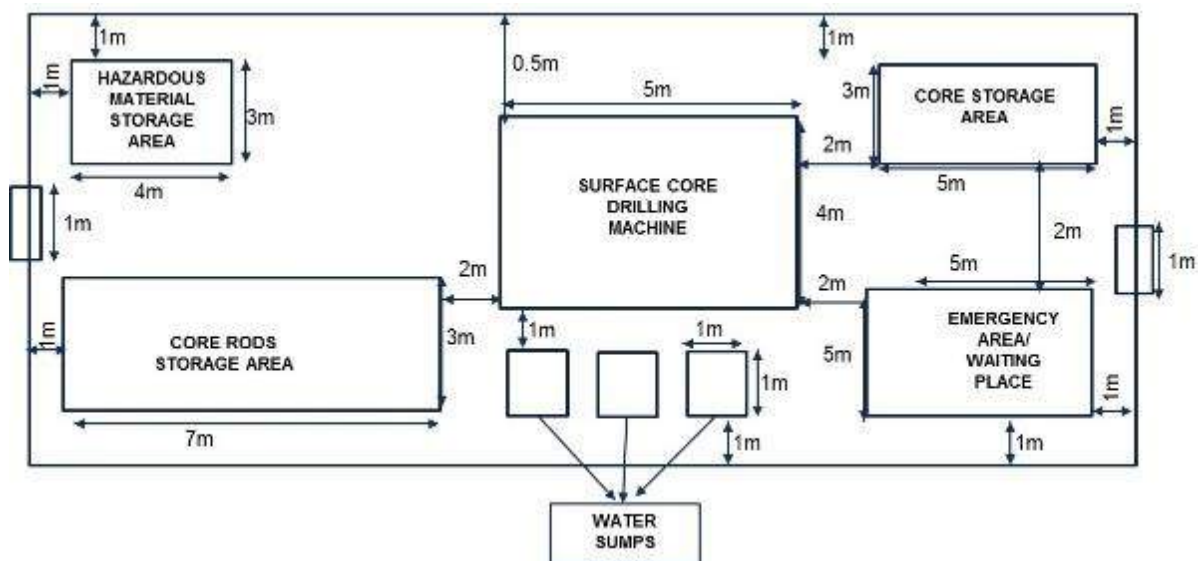 1m
1m
0.5m
1m
HAZARDOUS
MATERIAL
STORAGE
AREA
3m
4m
5m
3m
CORE STORAGE
AREA
1m
2m
5m
SURFACE CORE
DRILLING
MACHINE
4m
1m
2m
1m
2m
5m
2m
1m
CORE RODS
STORAGE AREA
3m
7m
1m
1m
1m
1m
5m
EMERGENCY
AREA/
WAITING
PLACE
1m
1m
WATER
SUMPS